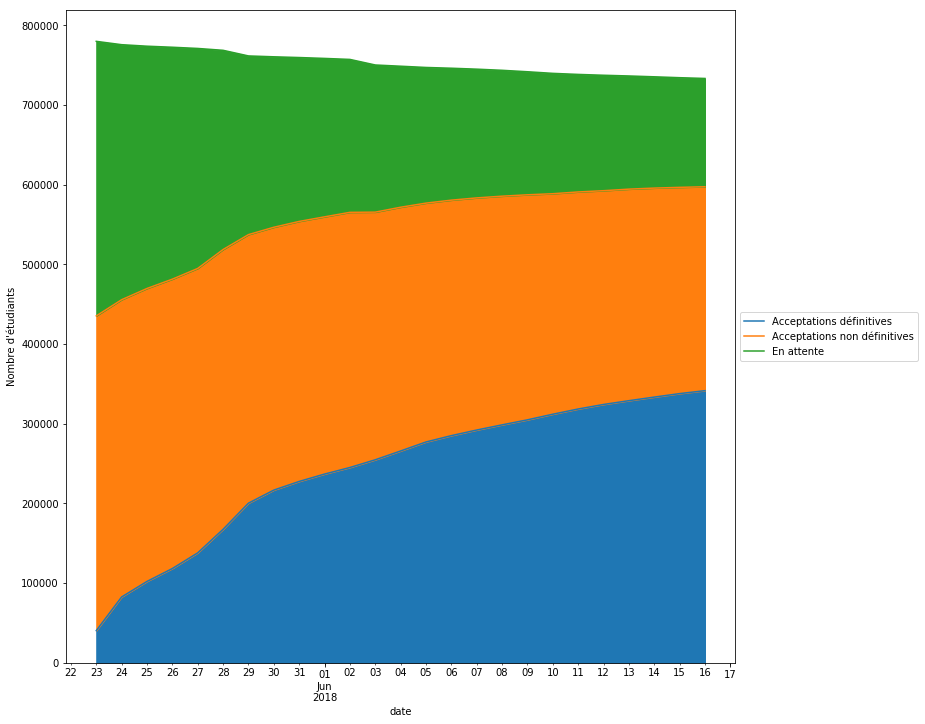 800000
700000
600000
500000
400000
300000
200000
100000
0
Nombre d'étudiants
22 23 24 25 26 27 28 29 30 31 01 02 03 04 05 06 07 08 09 10 11 12 13 14 15 16 17
Jun
2018
date
Acceptations définitives
Acceptations non définitives
En attente